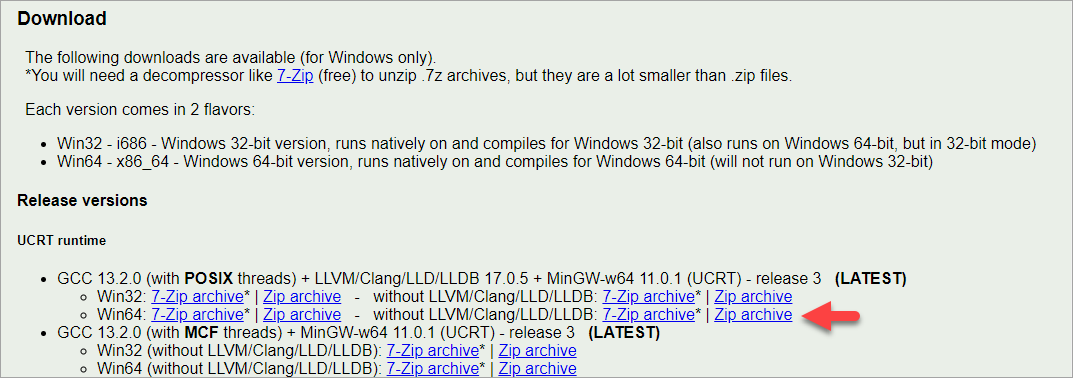 Download
The following downloads are available (for Windows only).
*You will need a decompressor like 7-Zip (free) to unzip .7z archives, but they are a lot smaller than .zip files.
Each version comes in 2 flavors:
• Win32 - i686 - Windows 32-bit version, runs natively on and compiles for Windows 32-bit (also runs on Windows 64-bit, but in 32-bit mode)
• Win64 - x86_64 - Windows 64-bit version, runs natively on and compiles for Windows 64-bit (will not run on Windows 32-bit)
Release versions
UCRT runtime
• GCC 13.2.0 (with POSIX threads) + LLVM/Clang/LLD/LLDB 17.0.5 + MinGW-w64 11.0.1 (UCRT) - release 3 (LATEST)
◦ Win32: 7-Zip archive* | Zip archive - without LLVM/Clang/LLD/LLDB: 7-Zip archive* | Zip archive
◦ Win64: 7-Zip archive* | Zip archive - without LLVM/Clang/LLD/LLDB: 7-Zip archive* | Zip archive
• GCC 13.2.0 (with MCF threads) + MinGW-w64 11.0.1 (UCRT) - release 3 (LATEST)
◦ Win32 (without LLVM/Clang/LLD/LLDB): 7-Zip archive* | Zip archive
◦ Win64 (without LLVM/Clang/LLD/LLDB): 7-Zip archive* | Zip archive